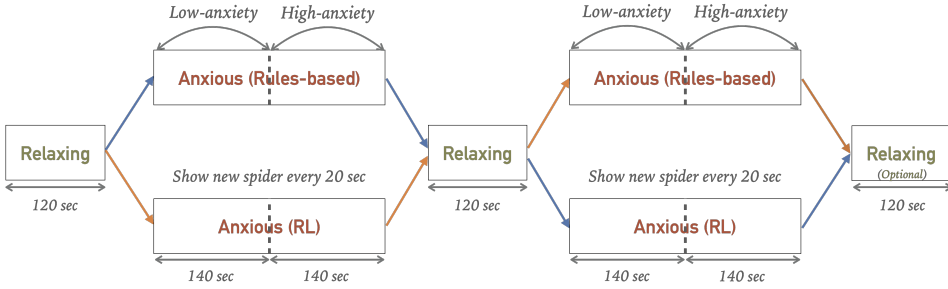 Low-anxiety
High-anxiety
Low-anxiety
High-anxiety
Anxious (Rules-based)
Anxious (Rules-based)
Relaxing
Relaxing
Relaxing
(Optional)
Show new spider every 20 sec
Show new spider every 20 sec
120 sec
120 sec
120 sec
Anxious (RL)
Anxious (RL)
140 sec
140 sec
140 sec
140 sec